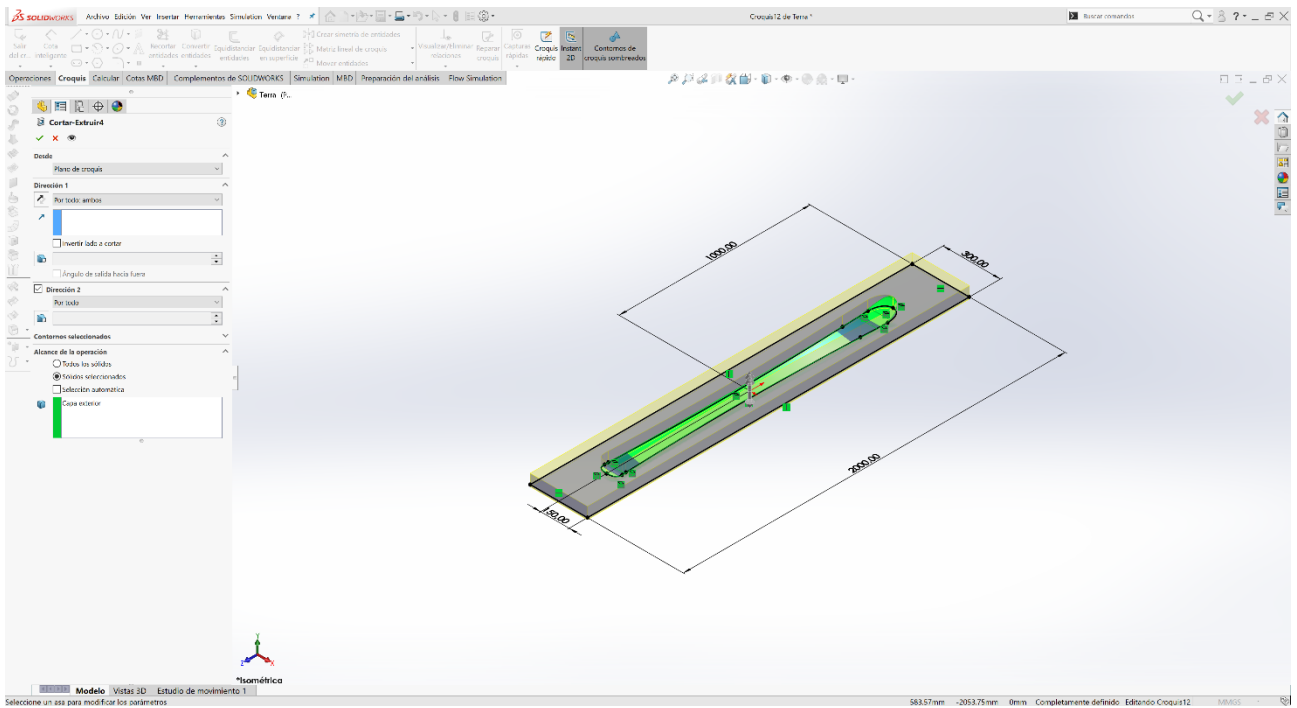 SOLIDWORKS Archivo Edición Ver Insertar Herramientas Simulation Ventana ? Croquis12 de Terra * Buscar comandos
Salir del cr... Cota inteligente Recortar entidades Convertir entidades Equidistanciar entidades Equidistanciar en superficie Crear simetría de entidades Matriz lineal de croquis Mover entidades Visualizar/Eliminar relaciones Reparar croquis Capturas rápidas Croquis rápido Instant 2D Contornos de croquis sombreados
Operaciones Croquis Calcular Cotas MBD Complementos de SOLIDWORKS Simulation MBD Preparación del análisis Flow Simulation
Terra (P...
Cortar-Extruir4
Desde
Plano de croquis
Dirección 1
Por todo: ambos
Invertir lado a cortar
Ángulo de salida hacia fuera
Dirección 2
Por todo
Contornos seleccionados
Alcance de la operación
Todos los sólidos
Sólidos seleccionados
Selección automática
Capa exterior
1000.00
300.00
2000.00
150.00
Y
Z
X
*Isométrica
Modelo Vistas 3D Estudio de movimiento 1
Seleccione un asa para modificar los parámetros 583.57mm -2053.75mm 0mm Completamente definido Editando Croquis12 MMGS